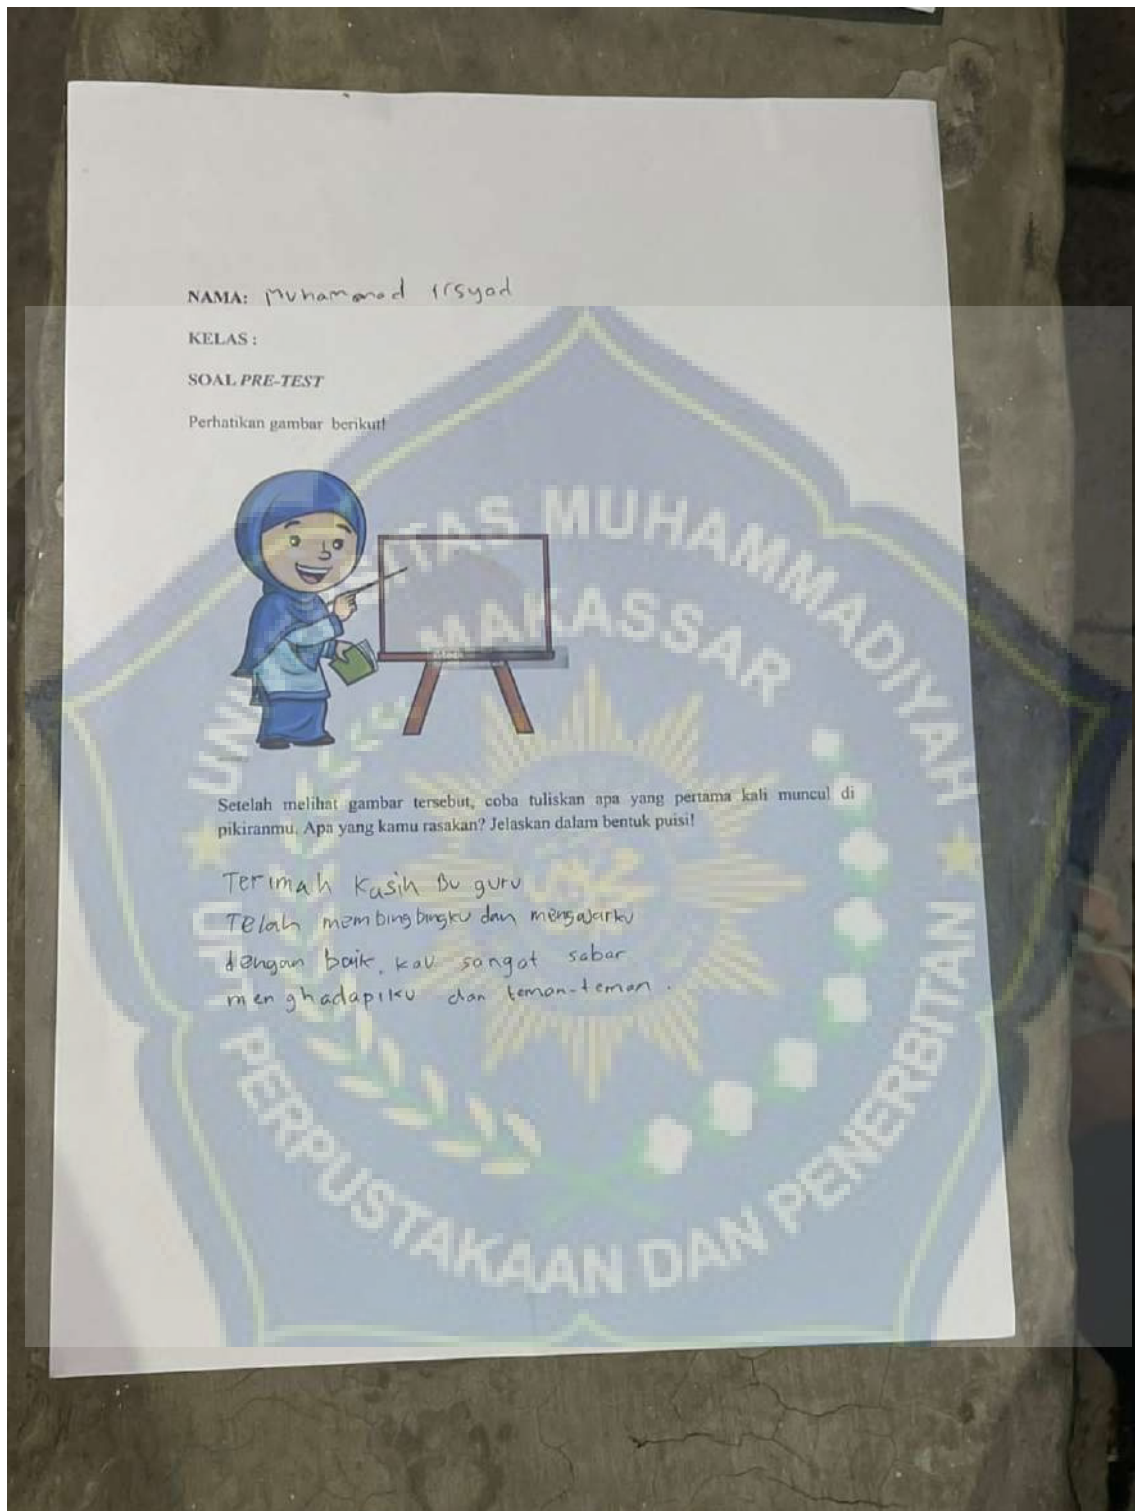 NAMA: Muhammad Irsyad
KELAS :
SOAL PRE-TEST
Perhatikan gambar berikut!
Setelah melihat gambar tersebut, coba tuliskan apa yang pertama kali muncul di
pikiranmu. Apa yang kamu rasakan? Jelaskan dalam bentuk puisi!
Terimah Kasih Bu guru
Telah membingbingku dan mengajarku
dengan baik, kau sangat sabar
menghadapiku dan teman-teman.
UNIVERSITAS MUHAMMADIYAH
MAKASSAR
UPT PERPUSTAKAAN DAN PENERBITAN